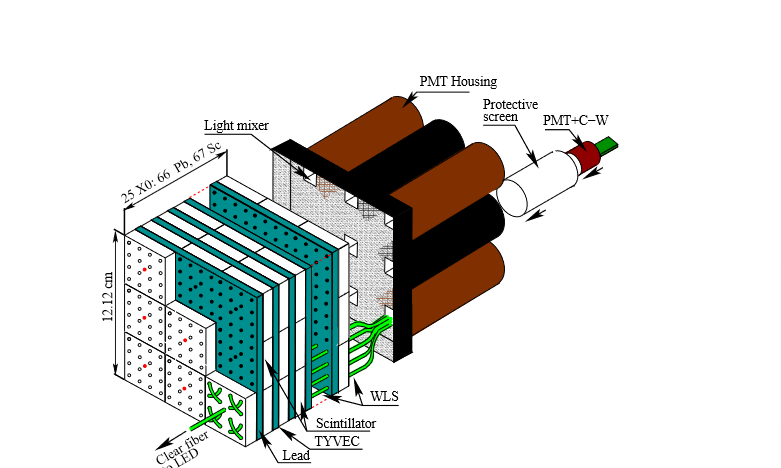 PMT Housing
Protective
screen
PMT+C−W
Light mixer
25 X0: 66 Pb, 67 Sc
12.12 cm
WLS
Scintillator
TYVEC
Lead
Clear fiber
LED